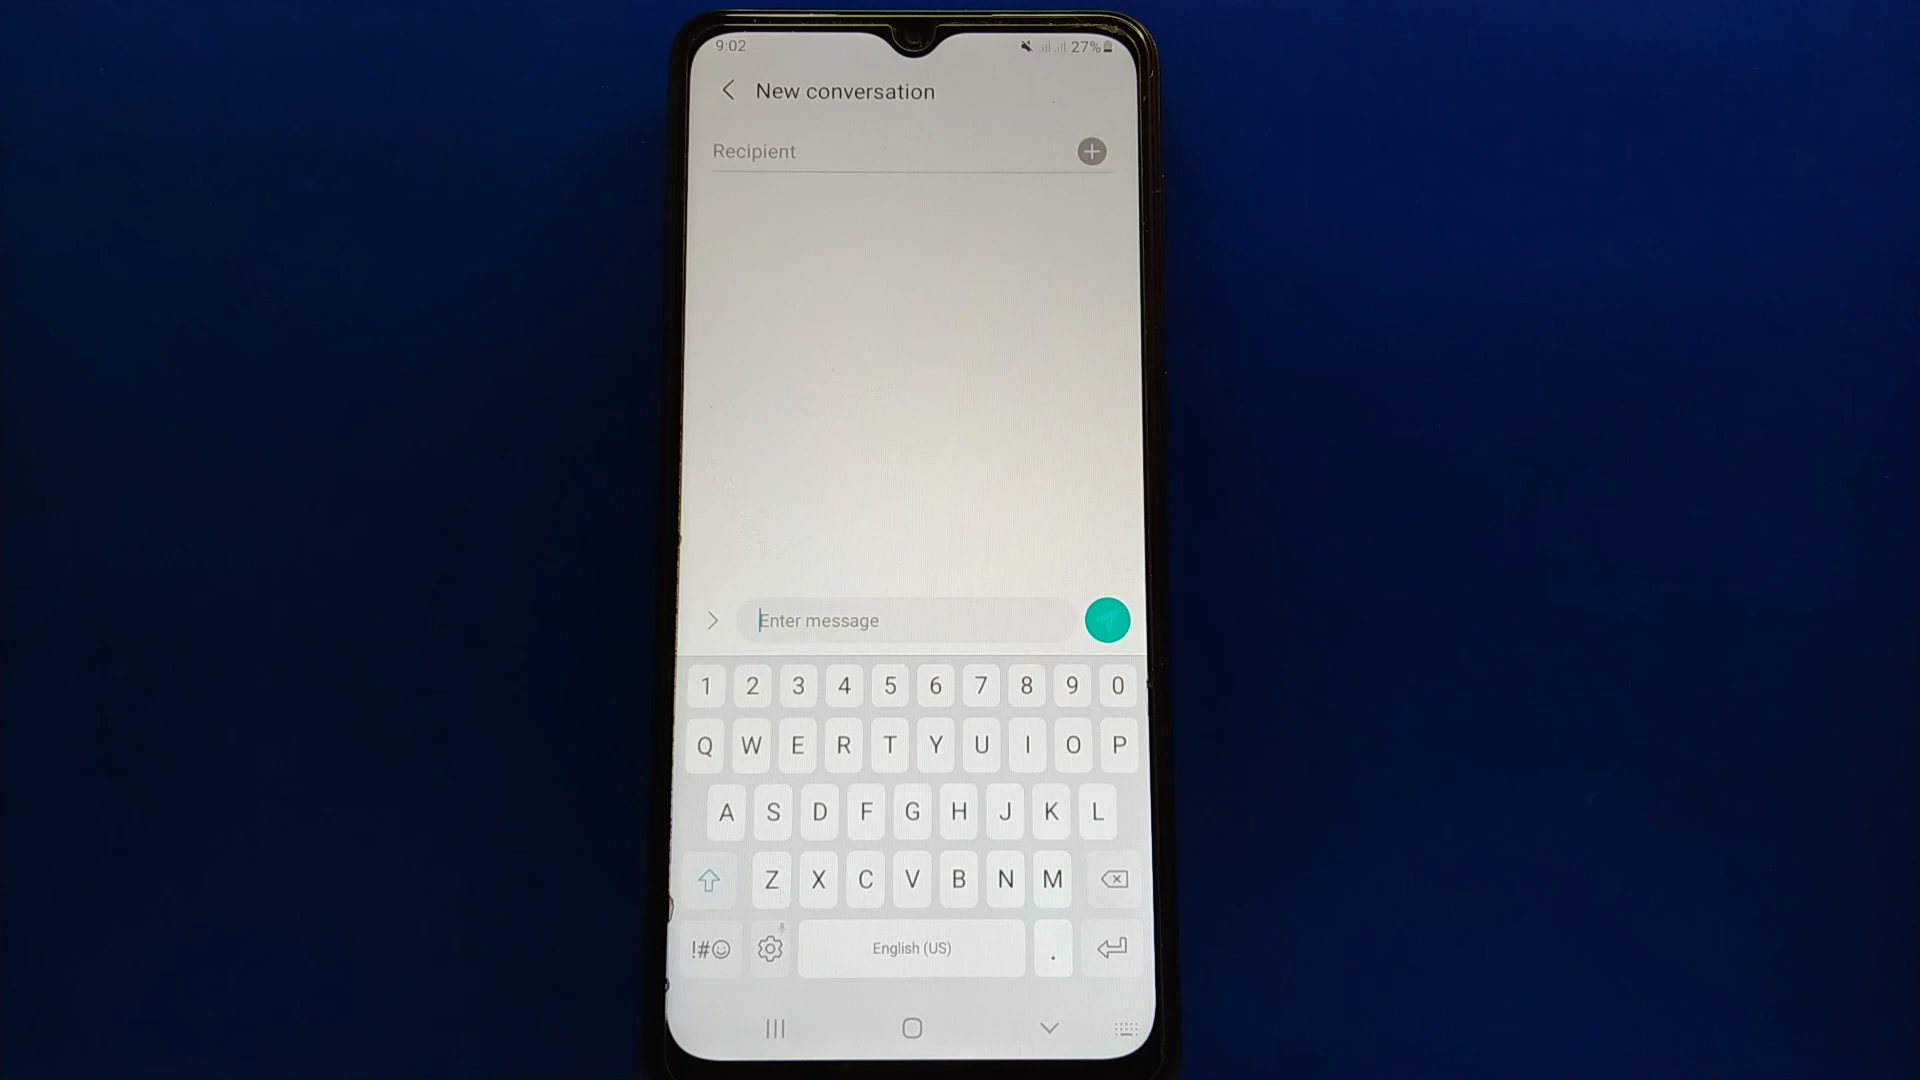 9:02 27%
New conversation
Recipient
Enter message
1 2 3 4 5 6 7 8 9 0
Q W E R T Y U I O P
A S D F G H J K L
Z X C V B N M
!#☺ English (US) .